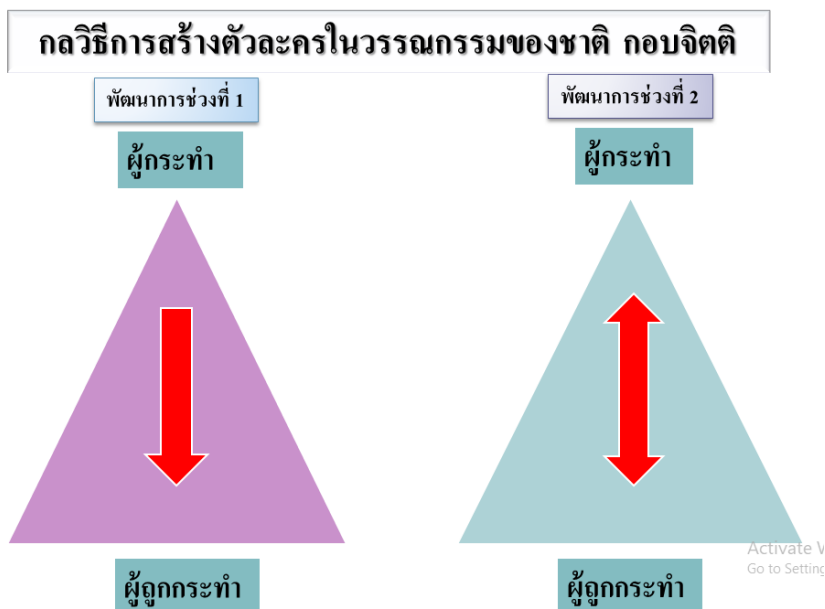 กลวิธีการสร้างตัวละครในวรรณกรรมของชาติ กอบจิตติ
พัฒนาการช่วงที่ 1
พัฒนาการช่วงที่ 2
ผู้กระทำ
ผู้กระทำ
ผู้ถูกกระทำ
ผู้ถูกกระทำ
Activate
Go to